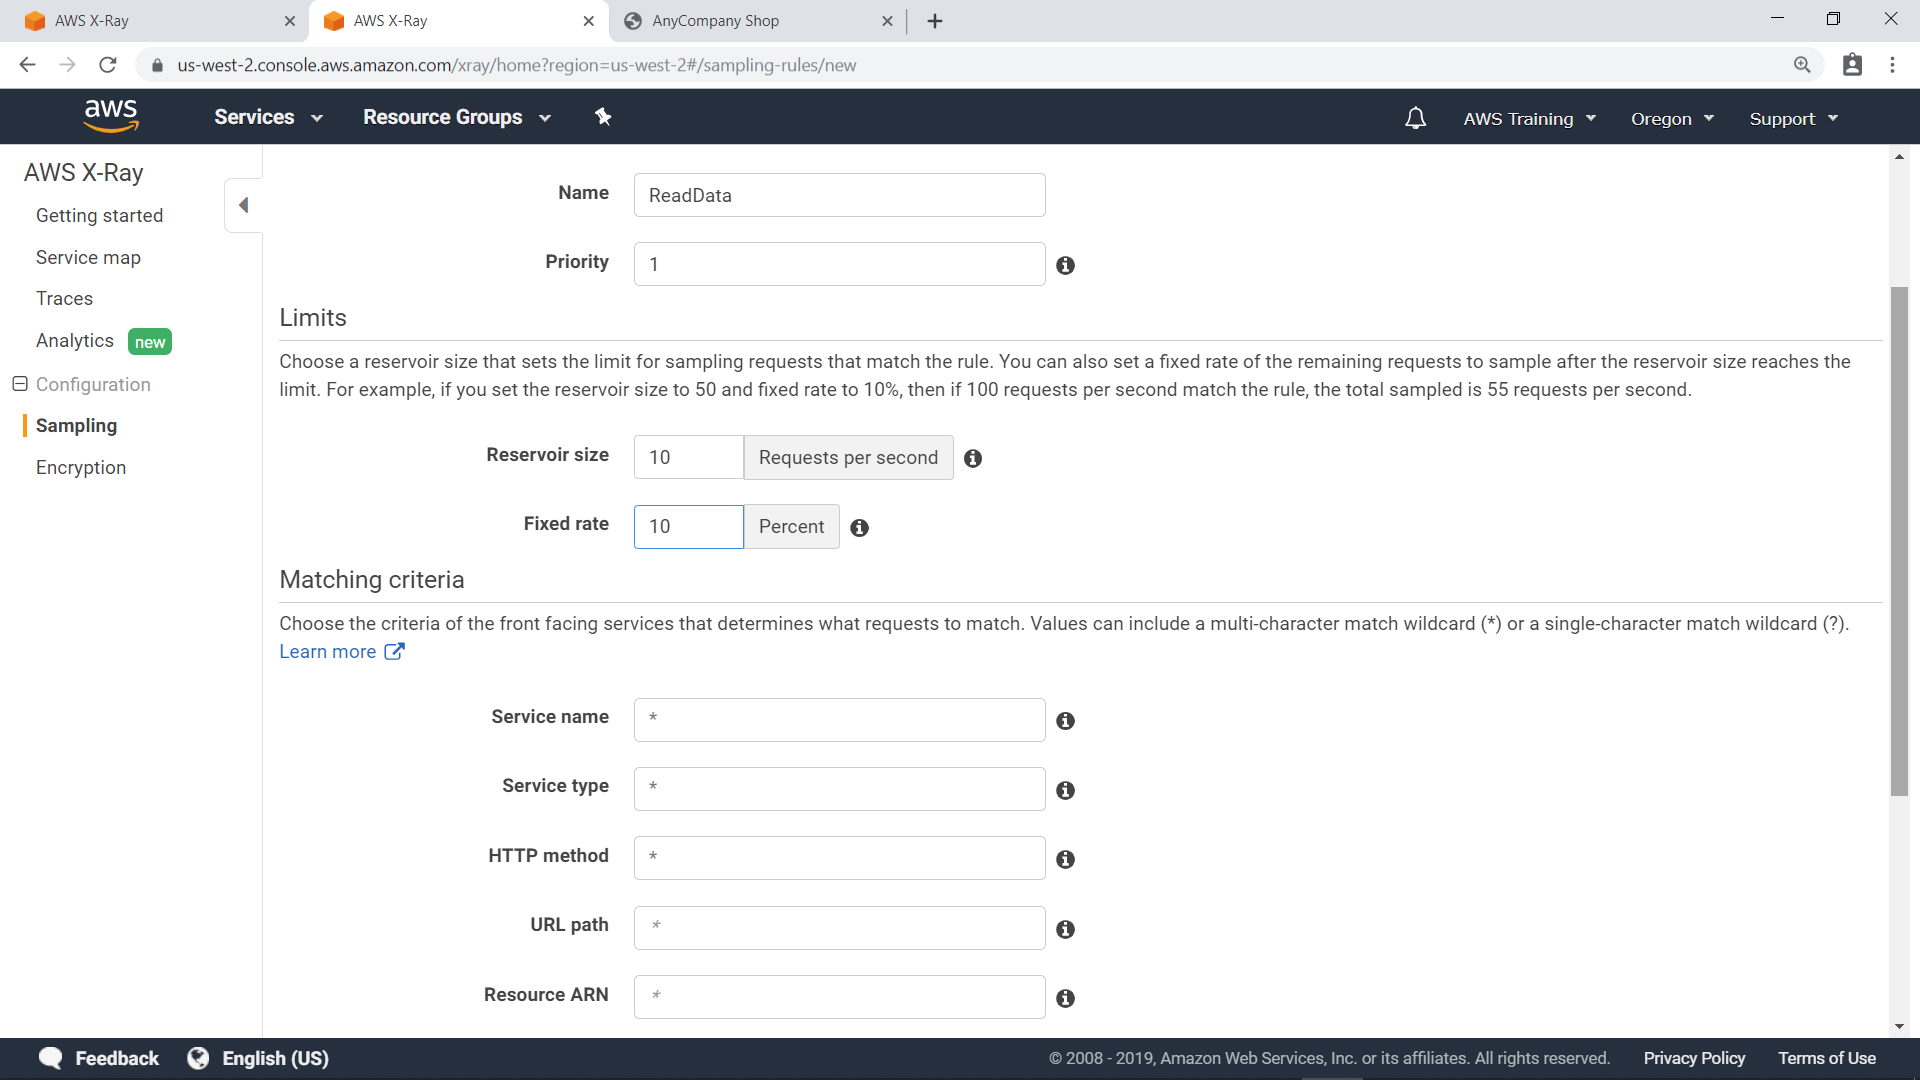 AWS X-Ray
AWS X-Ray
AnyCompany Shop
us-west-2.console.aws.amazon.com/xray/home?region=us-west-2#/sampling-rules/new
aws
Services
Resource Groups
AWS Training
Oregon
Support
AWS X-Ray
Getting started
Service map
Traces
Analytics new
Configuration
Sampling
Encryption
Name ReadData
Priority 1
Limits
Choose a reservoir size that sets the limit for sampling requests that match the rule. You can also set a fixed rate of the remaining requests to sample after the reservoir size reaches the
limit. For example, if you set the reservoir size to 50 and fixed rate to 10%, then if 100 requests per second match the rule, the total sampled is 55 requests per second.
Reservoir size 10 Requests per second
Fixed rate 10 Percent
Matching criteria
Choose the criteria of the front facing services that determines what requests to match. Values can include a multi-character match wildcard (*) or a single-character match wildcard (?).
Learn more
Service name *
Service type *
HTTP method *
URL path *
Resource ARN *
Feedback
English (US)
© 2008 - 2019, Amazon Web Services, Inc. or its affiliates. All rights reserved.
Privacy Policy
Terms of Use